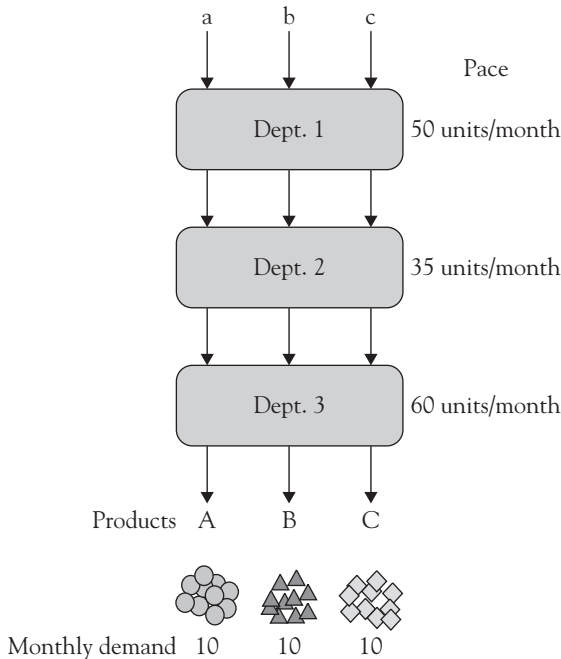 a b c
Pace
Dept. 1 50 units/month
Dept. 2 35 units/month
Dept. 3 60 units/month
Products A B C
Monthly demand 10 10 10